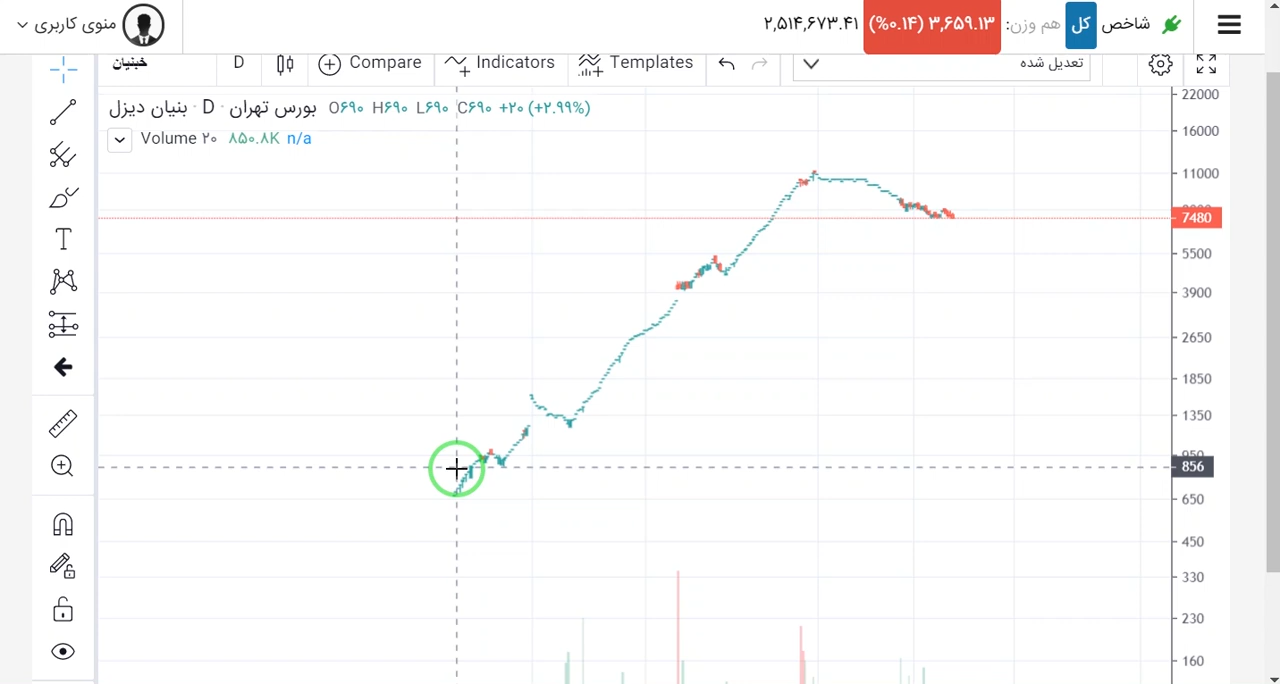 منوی کاربری
شاخص کل هم وزن: ۳,۶۵۹.۱۳ (۰.۱۴%) ۲,۵۱۴,۶۷۳.۴۱
خبنیان
D
Compare
Indicators
Templates
تعدیل شده
بنیان دیزل · D · بورس تهران O۶۹۰ H۶۹۰ L۶۹۰ C۶۹۰ +۲۰ (+۲.۹۹%)
Volume ۲۰ ۸۵۰.۸K n/a
22000
16000
11000
8000
7480
5500
3900
2650
1850
1350
950
856
650
450
330
230
160